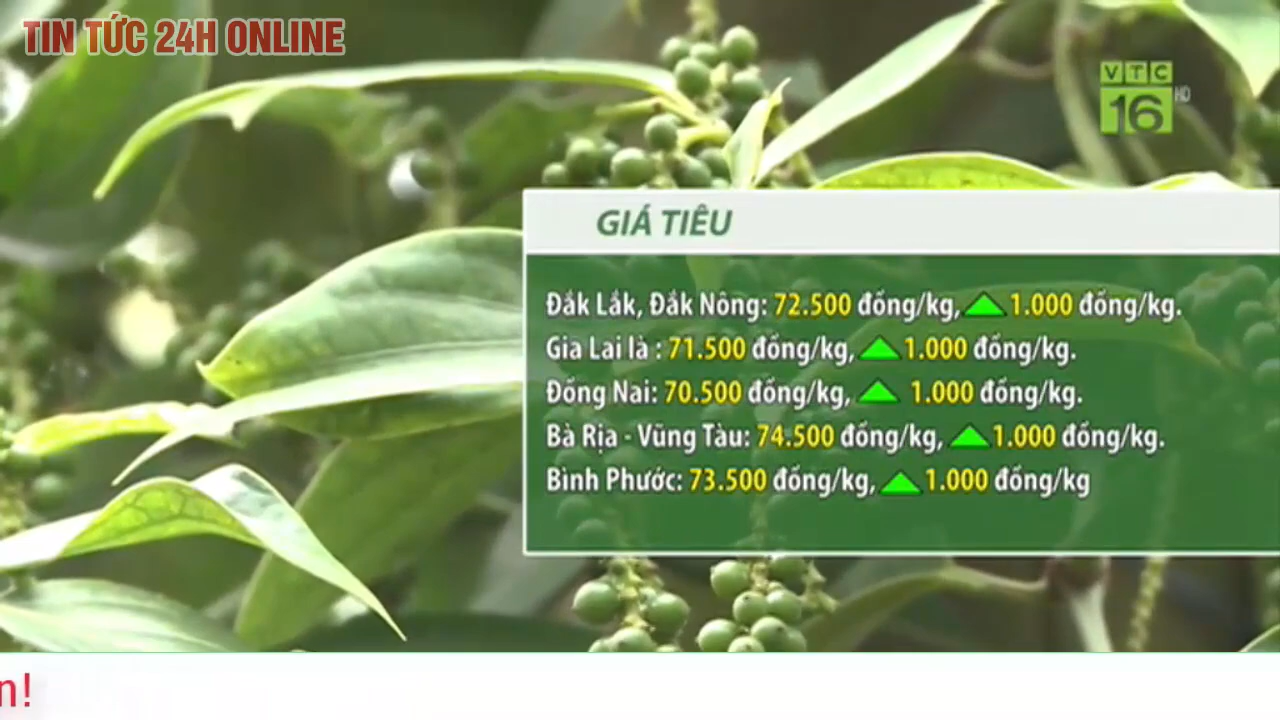 TIN TỨC 24H ONLINE
VTC
16 HD
GIÁ TIÊU
Đắk Lắk, Đắk Nông: 72.500 đồng/kg, 1.000 đồng/kg.
Gia Lai là : 71.500 đồng/kg, 1.000 đồng/kg.
Đồng Nai: 70.500 đồng/kg, 1.000 đồng/kg.
Bà Rịa - Vũng Tàu: 74.500 đồng/kg, 1.000 đồng/kg.
Bình Phước: 73.500 đồng/kg, 1.000 đồng/kg
n!